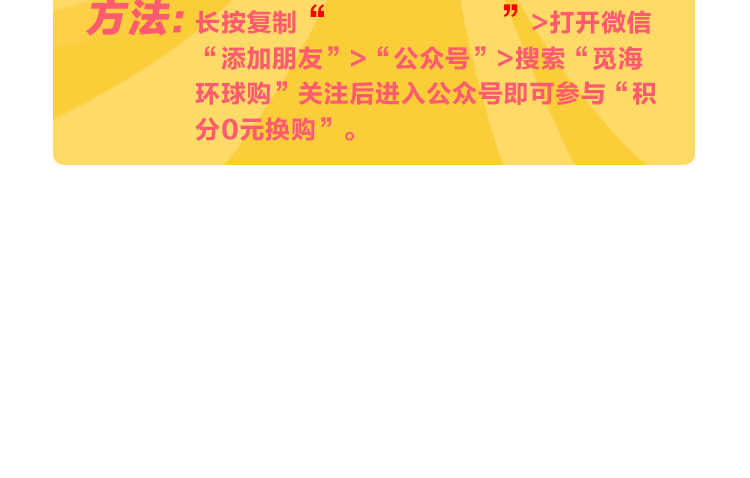 方法: 长按复制“ ”>打开微信
“添加朋友”>“公众号”>搜索“觅海
环球购”关注后进入公众号即可参与“积
分0元换购”。